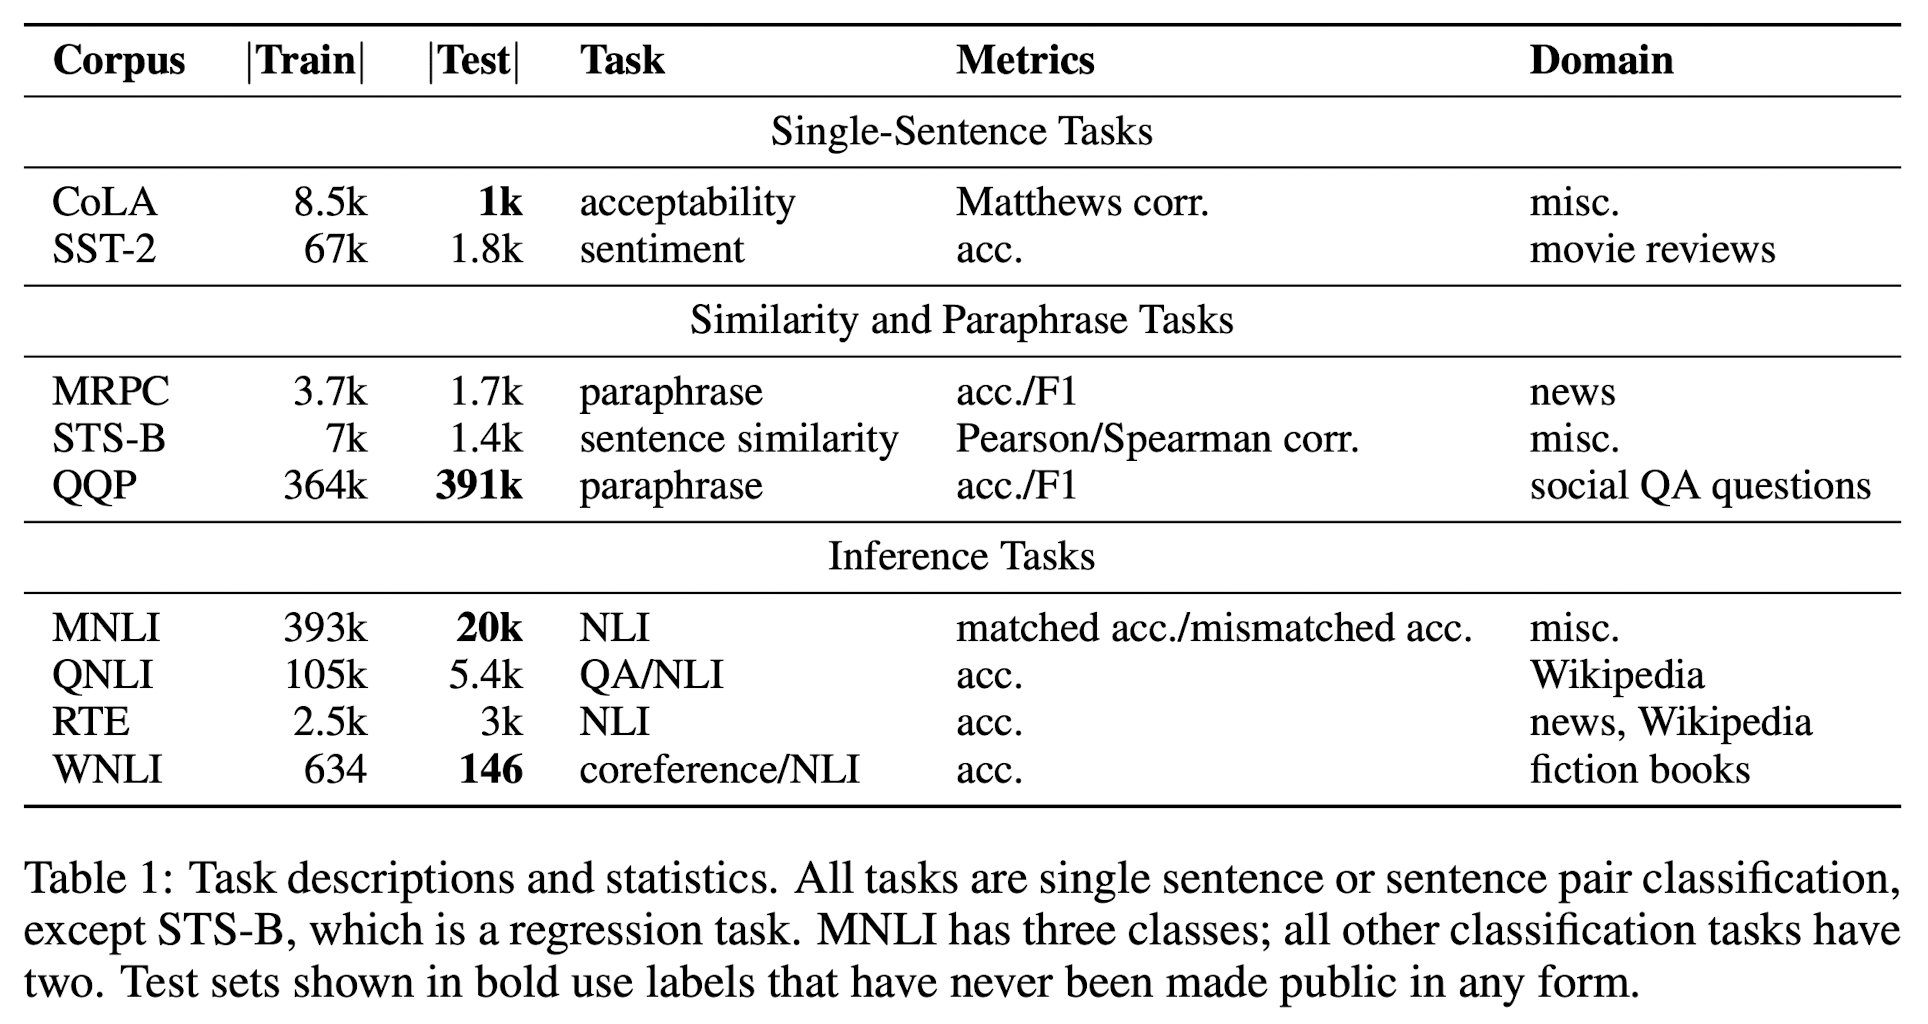 Corpus |Train| |Test| Task Metrics Domain
Single-Sentence Tasks
CoLA 8.5k 1k acceptability Matthews corr. misc.
SST-2 67k 1.8k sentiment acc. movie reviews
Similarity and Paraphrase Tasks
MRPC 3.7k 1.7k paraphrase acc./F1 news
STS-B 7k 1.4k sentence similarity Pearson/Spearman corr. misc.
QQP 364k 391k paraphrase acc./F1 social QA questions
Inference Tasks
MNLI 393k 20k NLI matched acc./mismatched acc. misc.
QNLI 105k 5.4k QA/NLI acc. Wikipedia
RTE 2.5k 3k NLI acc. news, Wikipedia
WNLI 634 146 coreference/NLI acc. fiction books
Table 1: Task descriptions and statistics. All tasks are single sentence or sentence pair classification,
except STS-B, which is a regression task. MNLI has three classes; all other classification tasks have
two. Test sets shown in bold use labels that have never been made public in any form.